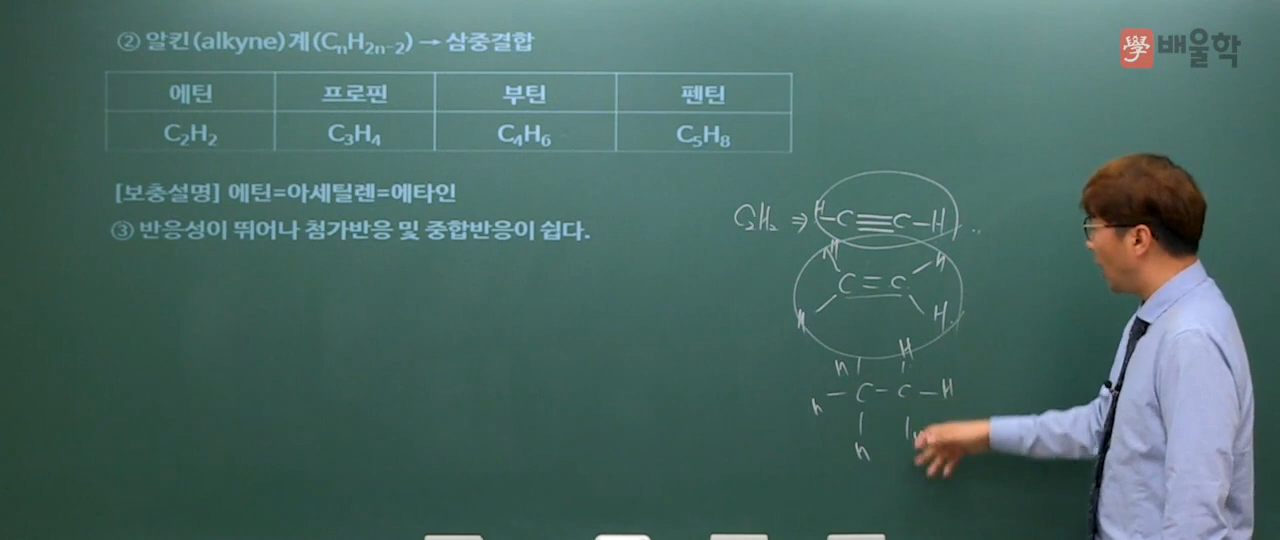 ② 알킨(alkyne)계(CₙH₂ₙ₋₂) → 삼중결합
學 배울학
에틴 프로핀 부틴 펜틴
C₂H₂ C₃H₄ C₄H₆ C₅H₈
[보충설명] 에틴=아세틸렌=에타인
③ 반응성이 뛰어나 첨가반응 및 중합반응이 쉽다.
C₂H₂ ⇒ H-C≡C-H
H H
C=C
H H
H H
H-C-C-H
H H